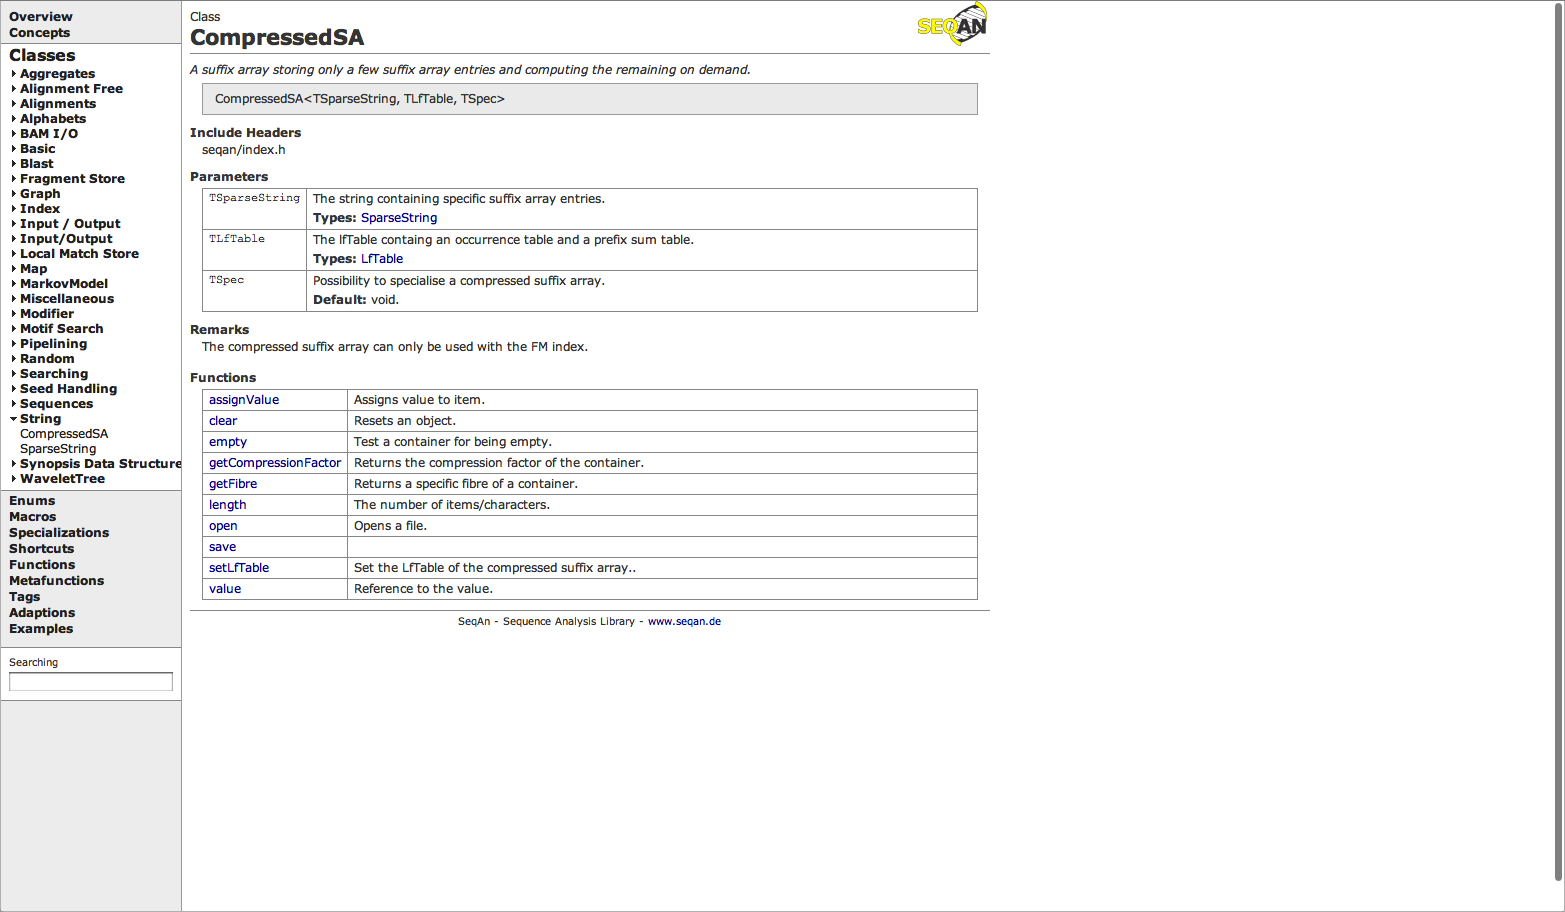 Overview
Concepts
Classes
Aggregates
Alignment Free
Alignments
Alphabets
BAM I/O
Basic
Blast
Fragment Store
Graph
Index
Input / Output
Input/Output
Local Match Store
Map
MarkovModel
Miscellaneous
Modifier
Motif Search
Pipelining
Random
Searching
Seed Handling
Sequences
String
CompressedSA
SparseString
Synopsis Data Structure
WaveletTree
Enums
Macros
Specializations
Shortcuts
Functions
Metafunctions
Tags
Adaptions
Examples
Searching
Class
CompressedSA
SEQAN
A suffix array storing only a few suffix array entries and computing the remaining on demand.
CompressedSA<TSparseString, TLfTable, TSpec>
Include Headers
seqan/index.h
Parameters
TSparseString The string containing specific suffix array entries.
Types: SparseString
TLfTable The lfTable containg an occurrence table and a prefix sum table.
Types: LfTable
TSpec Possibility to specialise a compressed suffix array.
Default: void.
Remarks
The compressed suffix array can only be used with the FM index.
Functions
assignValue Assigns value to item.
clear Resets an object.
empty Test a container for being empty.
getCompressionFactor Returns the compression factor of the container.
getFibre Returns a specific fibre of a container.
length The number of items/characters.
open Opens a file.
save
setLfTable Set the LfTable of the compressed suffix array..
value Reference to the value.
SeqAn - Sequence Analysis Library - www.seqan.de